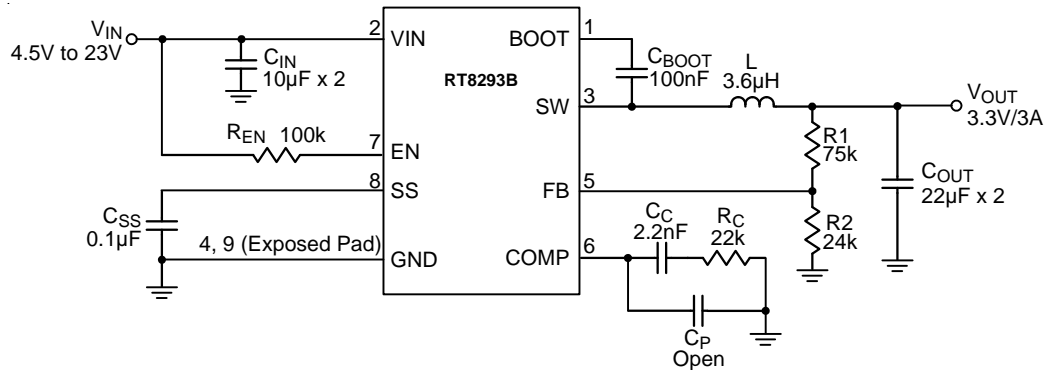 VIN
4.5V to 23V
CIN
10µF x 2
REN 100k
CSS
0.1µF
4, 9 (Exposed Pad)
2
7
8
VIN
EN
SS
GND
RT8293B
BOOT
SW
FB
COMP
1
3
5
6
CBOOT
100nF
L
3.6µH
VOUT
3.3V/3A
R1
75k
R2
24k
COUT
22µF x 2
CC
2.2nF
RC
22k
CP
Open